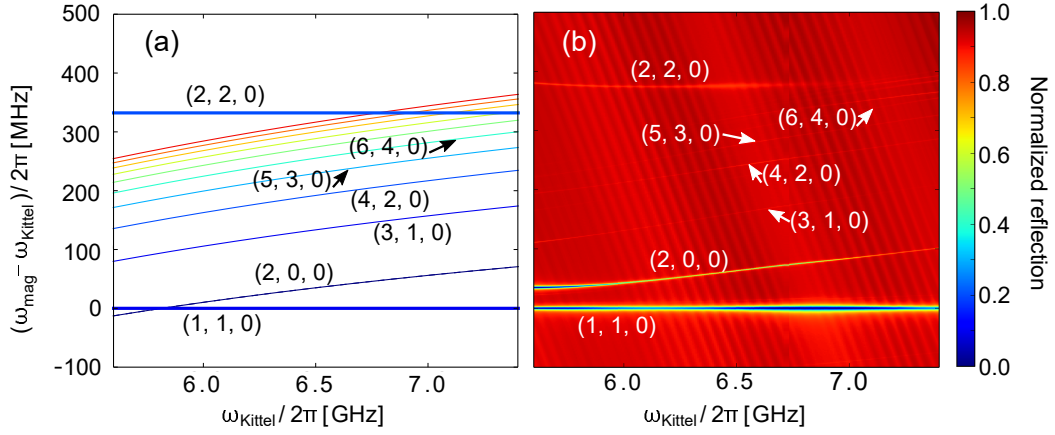 (a)
500
400
300
200
100
0
-100
(ω_mag − ω_Kittel) / 2π [MHz]
(2, 2, 0)
(6, 4, 0)
(5, 3, 0)
(4, 2, 0)
(3, 1, 0)
(2, 0, 0)
(1, 1, 0)
6.0 6.5 7.0
ω_Kittel / 2π [GHz]
(b)
(2, 2, 0)
(5, 3, 0)
(6, 4, 0)
(4, 2, 0)
(3, 1, 0)
(2, 0, 0)
(1, 1, 0)
6.0 6.5 7.0
ω_Kittel / 2π [GHz]
1.0
0.8
0.6
0.4
0.2
0.0
Normalized reflection